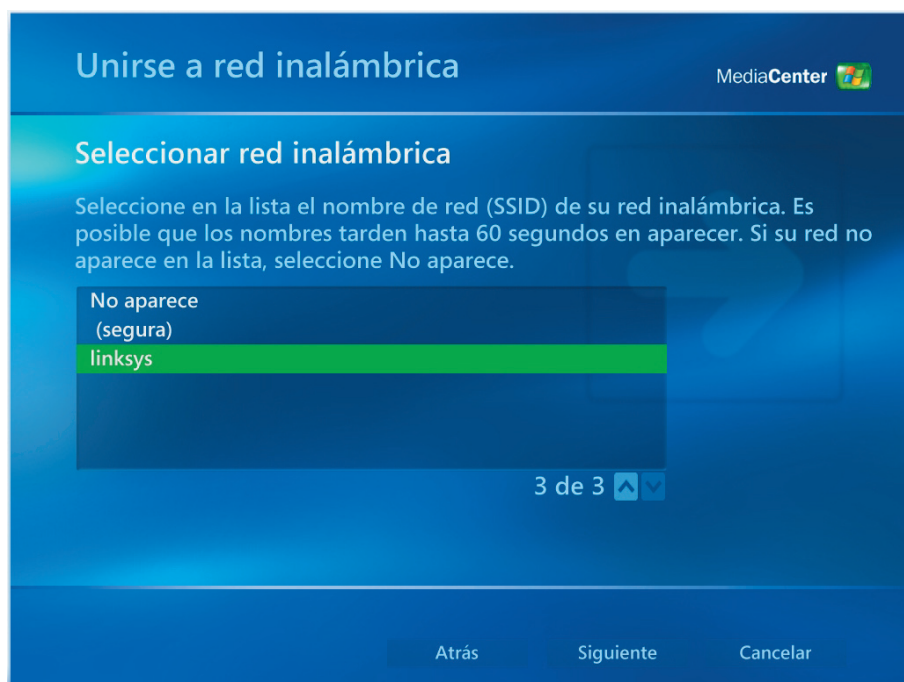 Unirse a red inalámbrica
MediaCenter
Seleccionar red inalámbrica
Seleccione en la lista el nombre de red (SSID) de su red inalámbrica. Es
posible que los nombres tarden hasta 60 segundos en aparecer. Si su red no
aparece en la lista, seleccione No aparece.
No aparece
(segura)
linksys
3 de 3
Atrás Siguiente Cancelar